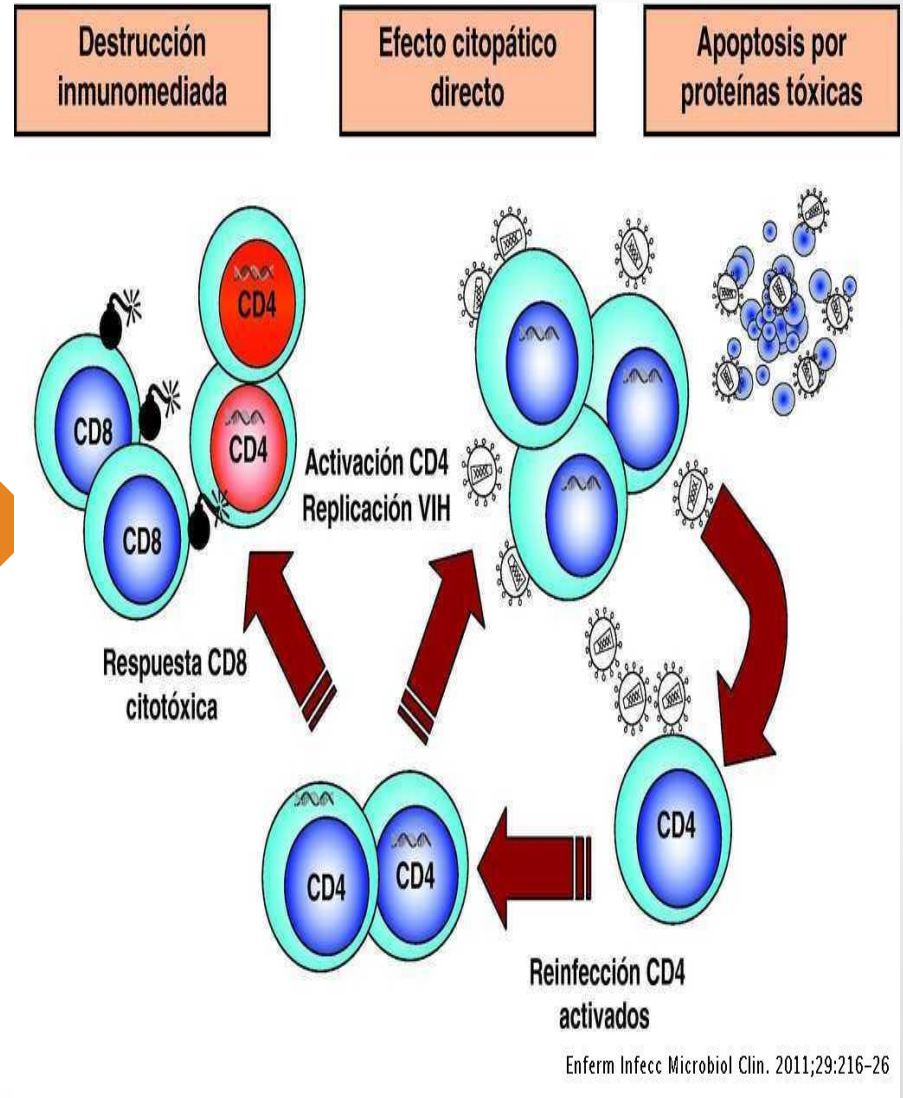 Destrucción
inmunomediada
Efecto citopático
directo
Apoptosis por
proteínas tóxicas
CD4
CD4
CD8
CD8
Activación CD4
Replicación VIH
Respuesta CD8
citotóxica
CD4
CD4
CD4
Reinfección CD4
activados
Enferm Infecc Microbiol Clin. 2011;29:216–26